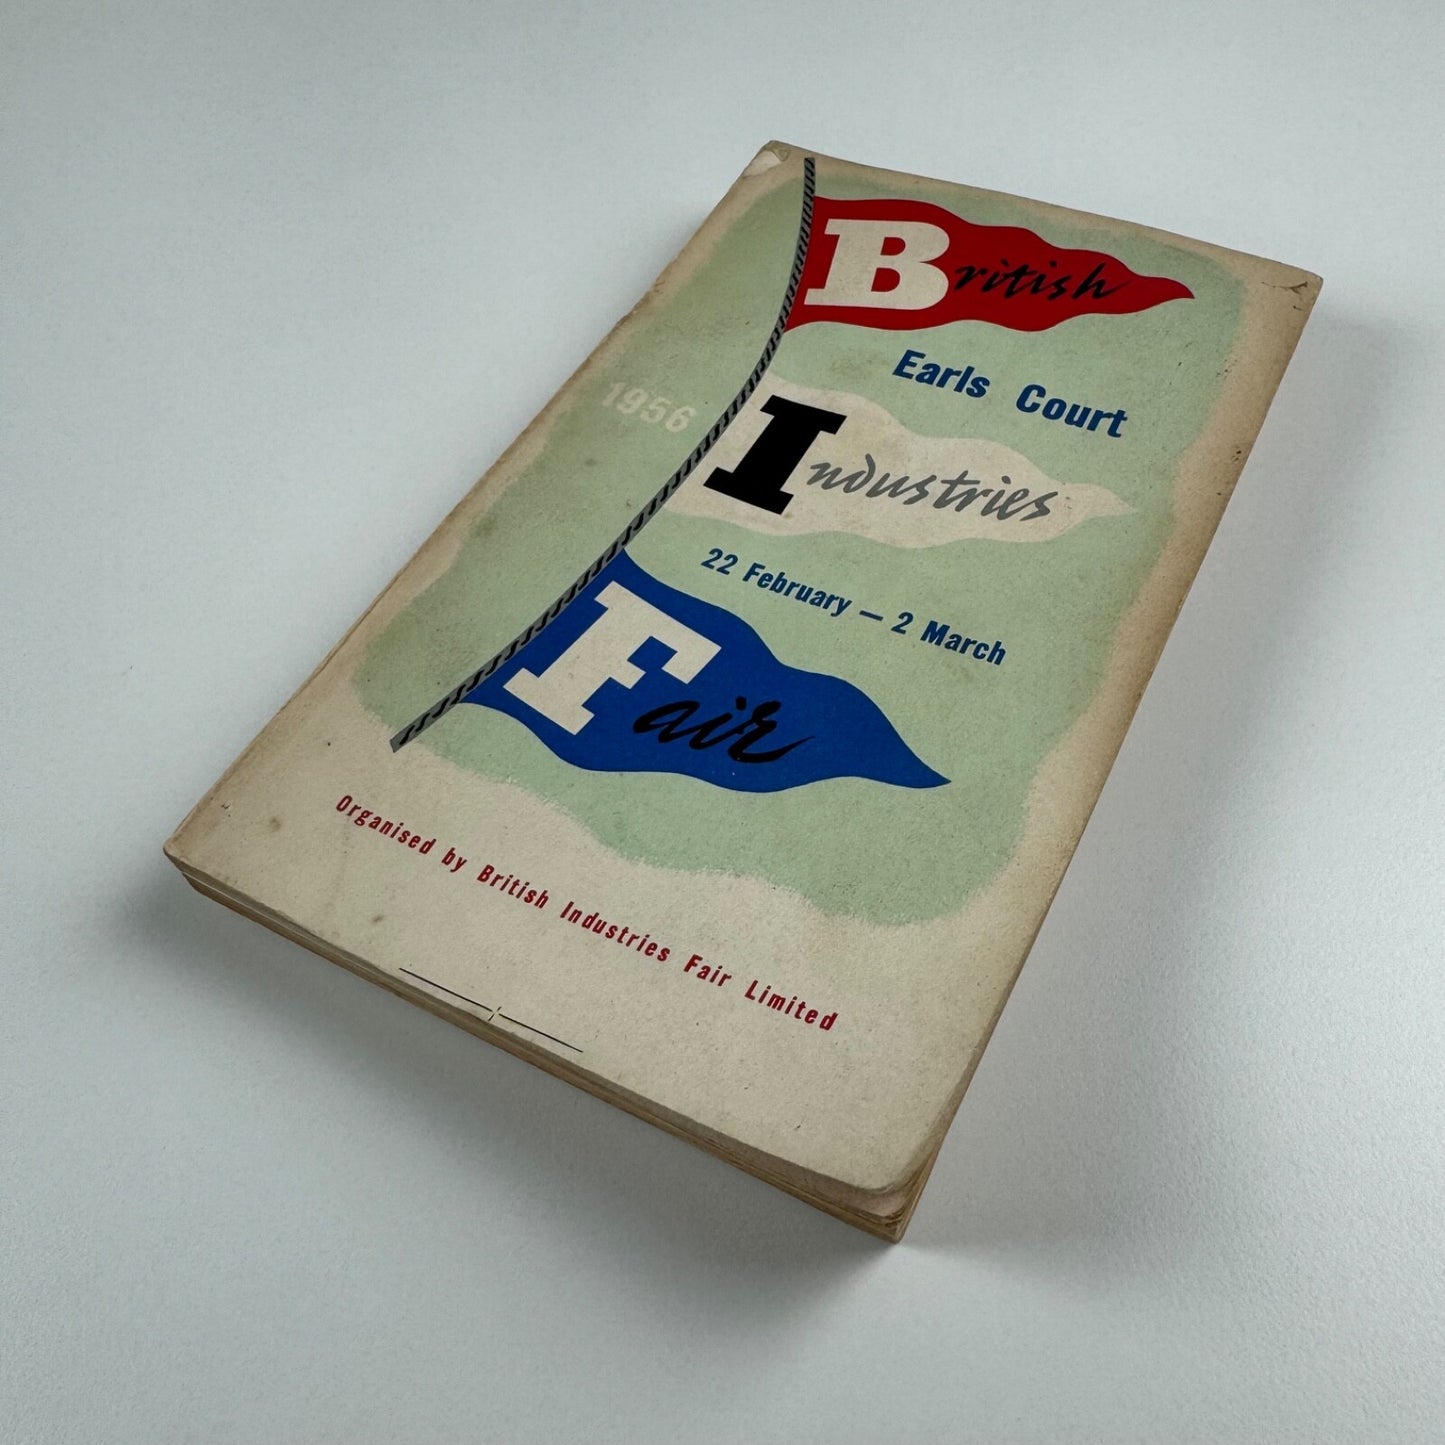 British
Earls Court
1956
Industries
22 February — 2 March
Fair
Organised by British Industries Fair Limited